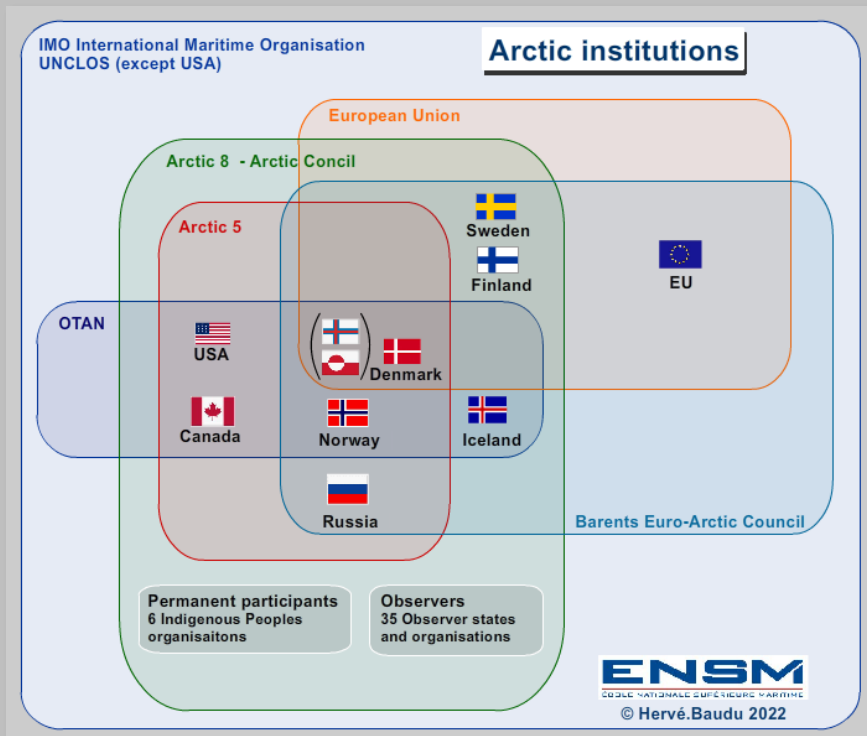 IMO International Maritime Organisation
UNCLOS (except USA)
Arctic institutions
European Union
Arctic 8 - Arctic Concil
Arctic 5
Sweden
Finland
EU
OTAN
USA
Denmark
Canada
Norway
Iceland
Russia
Barents Euro-Arctic Council
Permanent participants
6 Indigenous Peoples
organisaitons
Observers
35 Observer states
and organisations
ENSM
ÉCOLE NATIONALE SUPÉRIEURE MARITIME
© Hervé.Baudu 2022